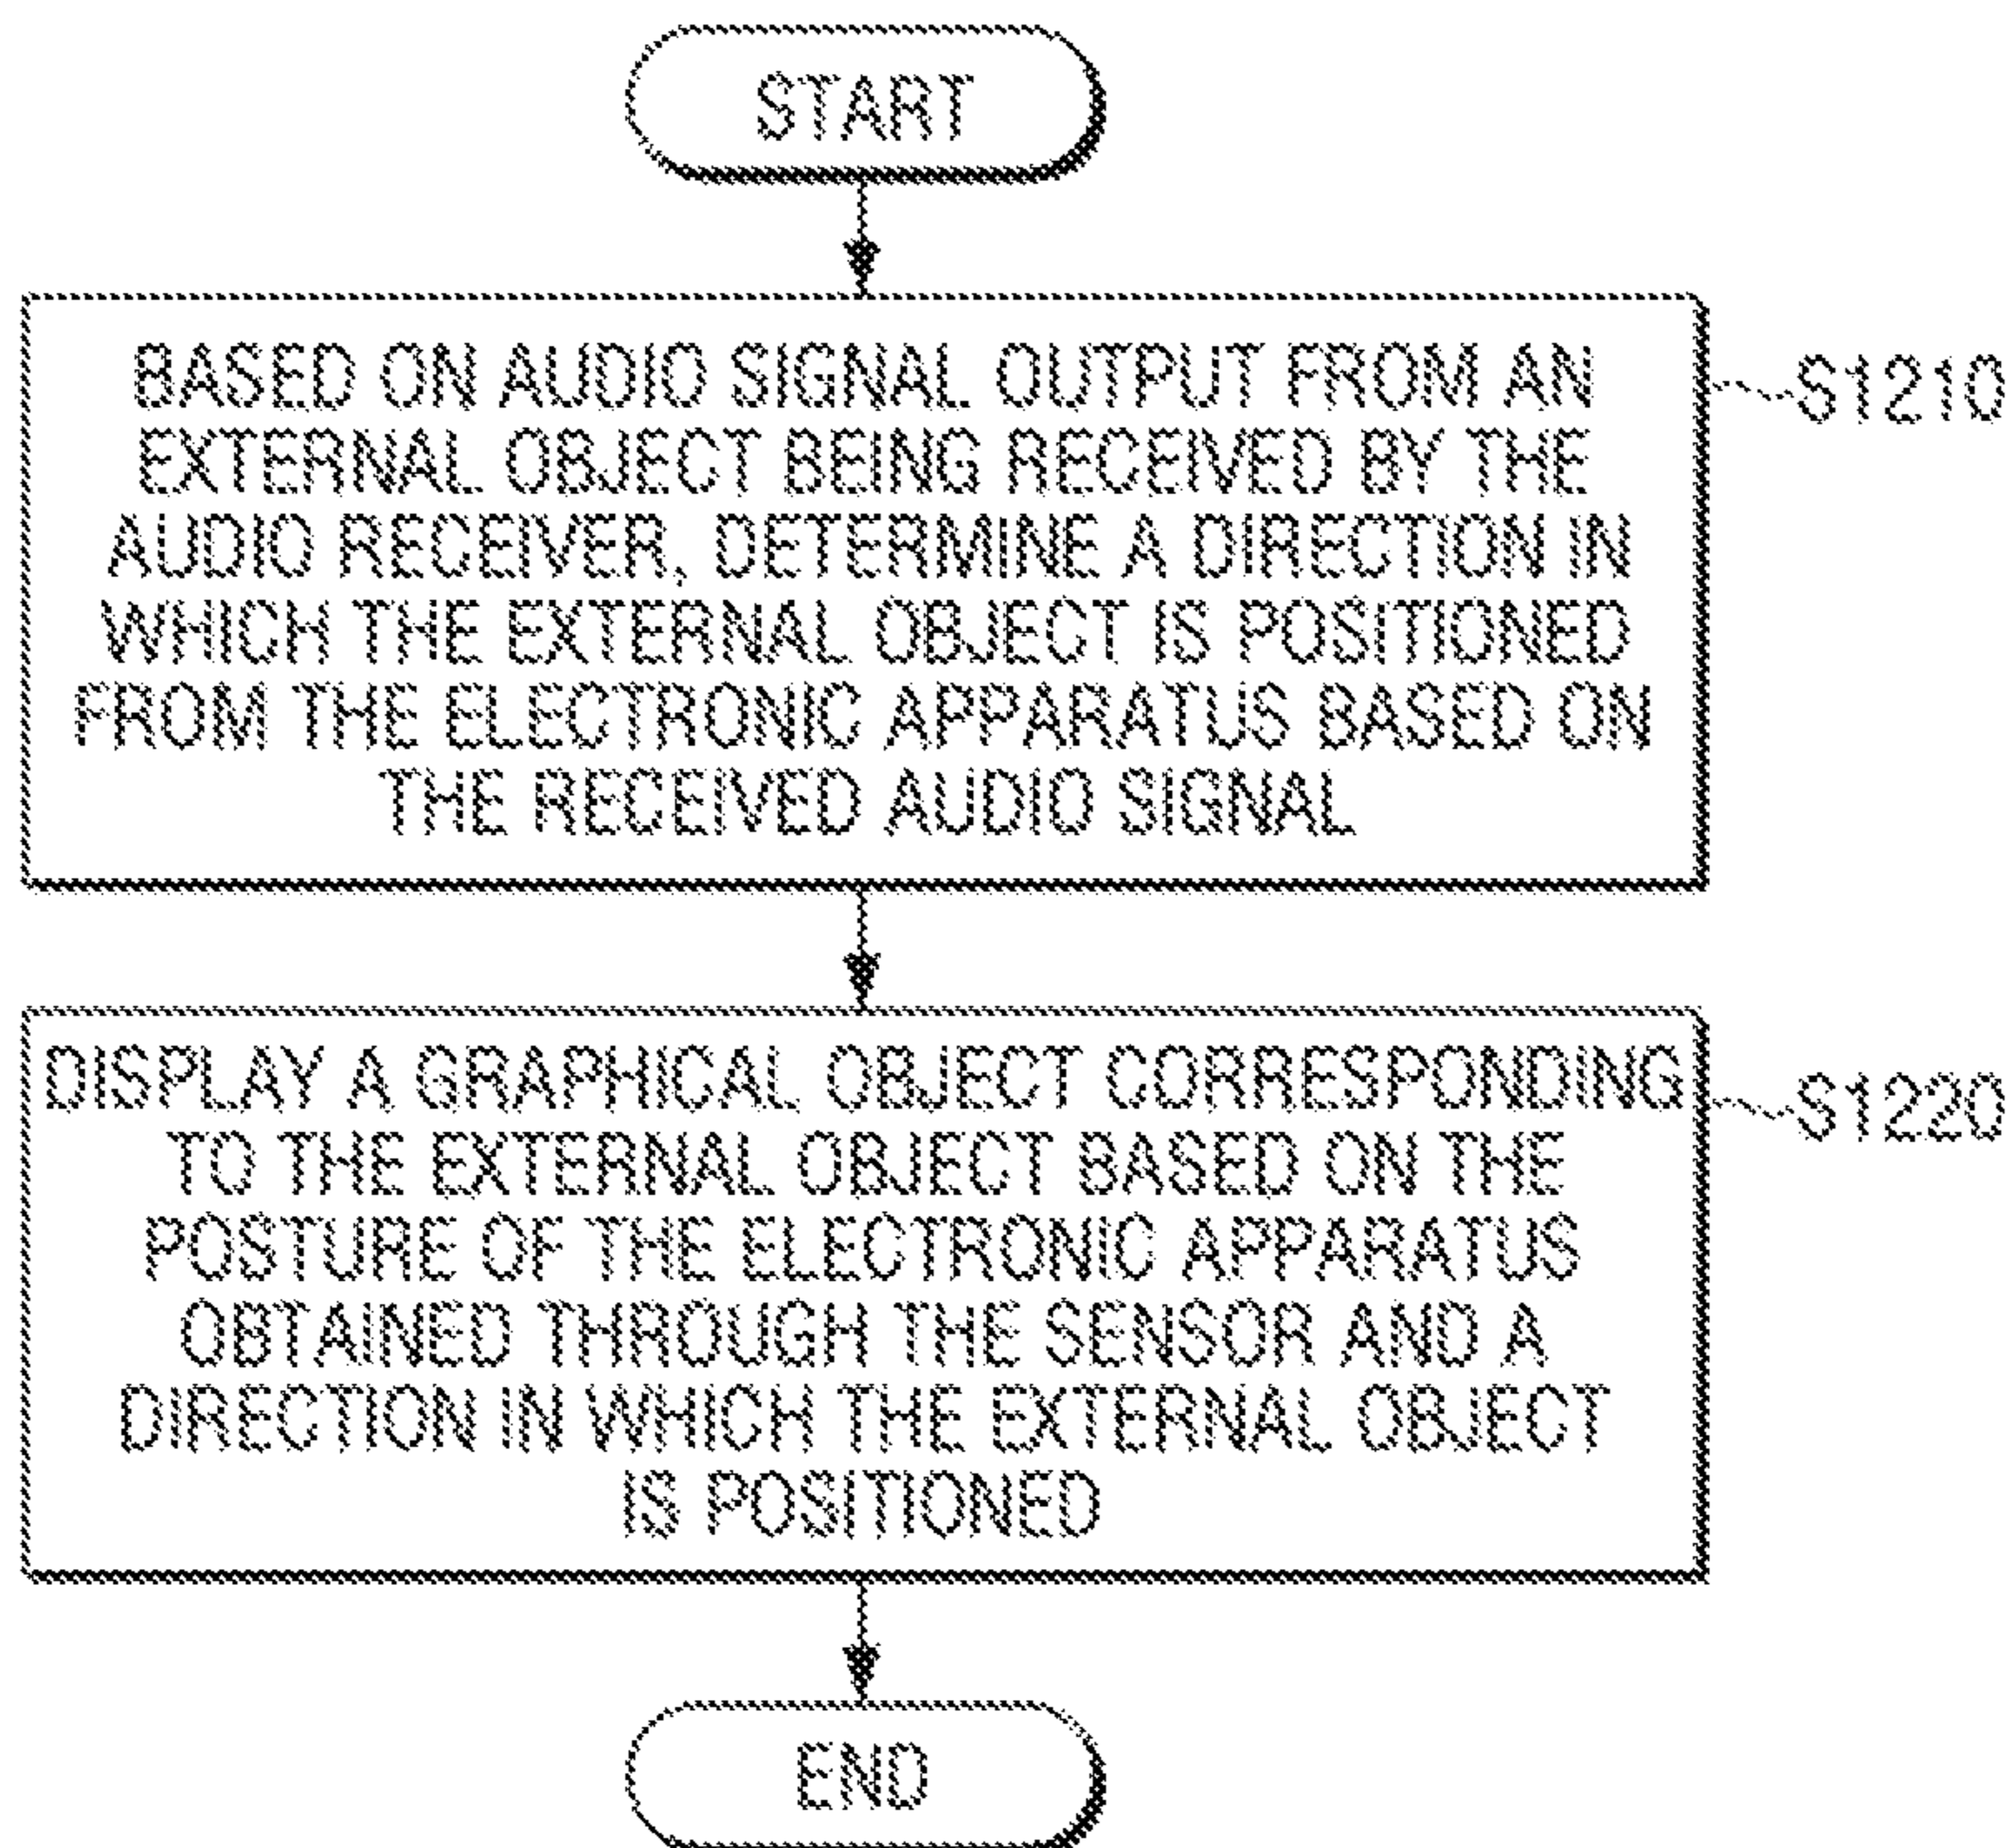 START
BASED ON AUDIO SIGNAL OUTPUT FROM AN
EXTERNAL OBJECT BEING RECEIVED BY THE
AUDIO RECEIVER, DETERMINE A DIRECTION IN
WHICH THE EXTERNAL OBJECT IS POSITIONED
FROM THE ELECTRONIC APPARATUS BASED ON
THE RECEIVED AUDIO SIGNAL
S1210
DISPLAY A GRAPHICAL OBJECT CORRESPONDING
TO THE EXTERNAL OBJECT BASED ON THE
POSTURE OF THE ELECTRONIC APPARATUS
OBTAINED THROUGH THE SENSOR AND A
DIRECTION IN WHICH THE EXTERNAL OBJECT
IS POSITIONED
S1220
END